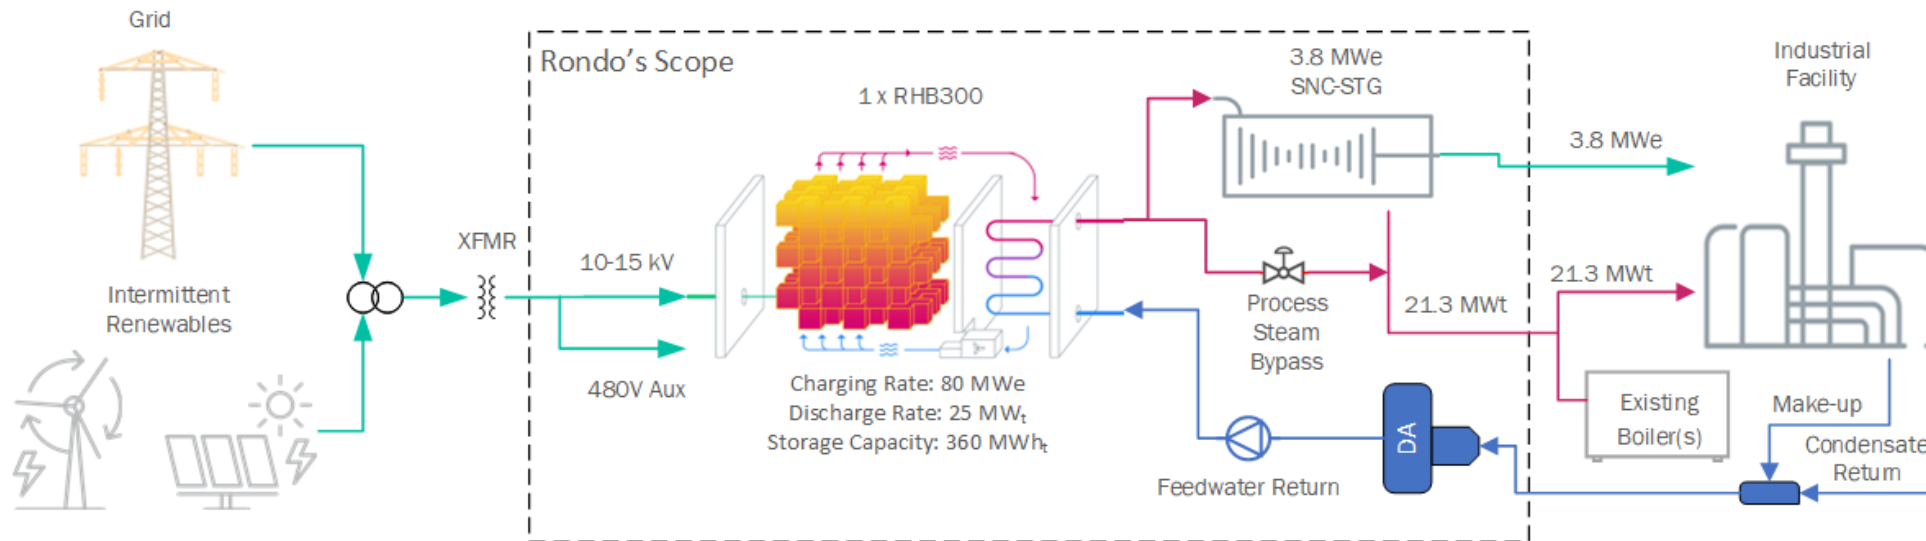 Grid
Rondo's Scope
1 x RHB300
3.8 MWe
SNC-STG
Industrial
Facility
3.8 MWe
XFMR
10-15 kV
480V Aux
Intermittent
Renewables
Process
Steam
Bypass
21.3 MWt
21.3 MWt
Charging Rate: 80 MWe
Discharge Rate: 25 MWt
Storage Capacity: 360 MWht
Feedwater Return
DA
Existing
Boiler(s)
Make-up
Condensate
Return